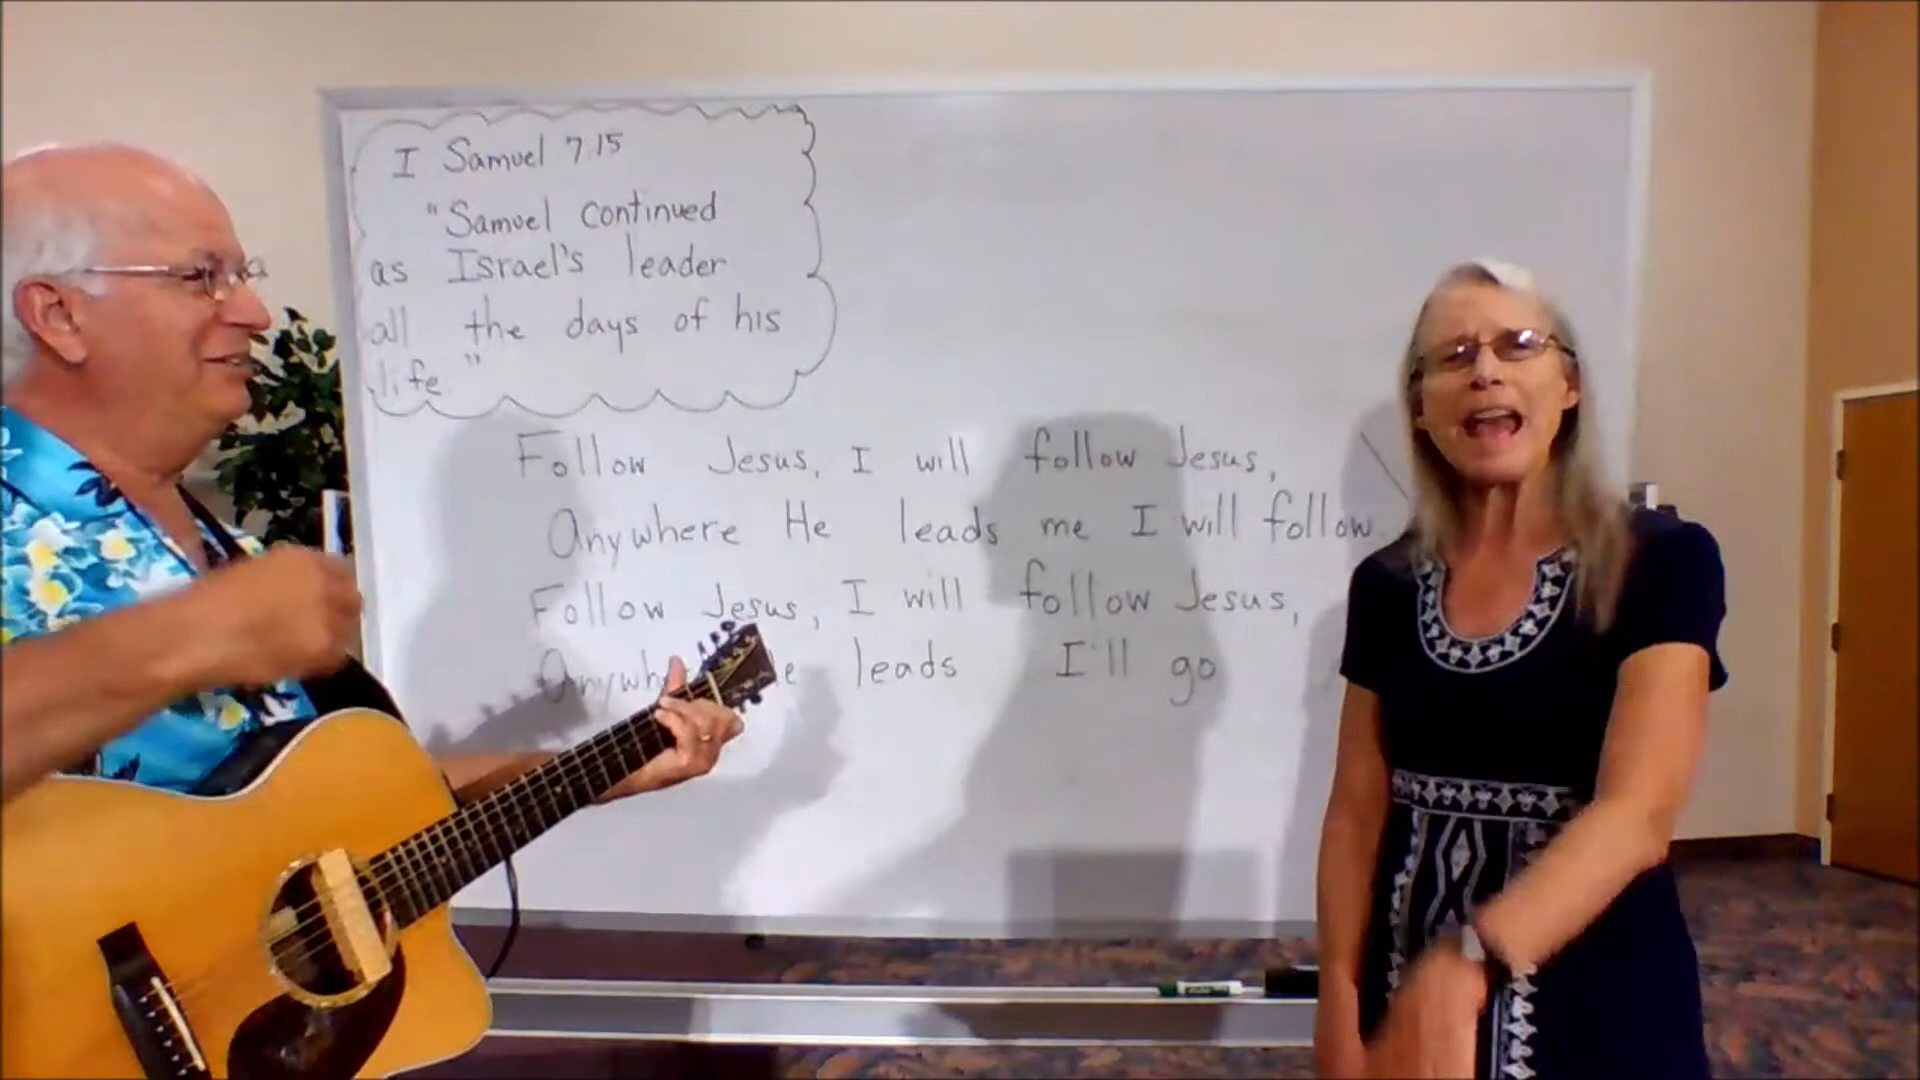 I Samuel 7 15
"Samuel continued
as Israel's leader
all the days of his
life."
Follow Jesus, I will follow Jesus,
Anywhere He leads me I will follow
Follow Jesus, I will follow Jesus,
leads I'll go